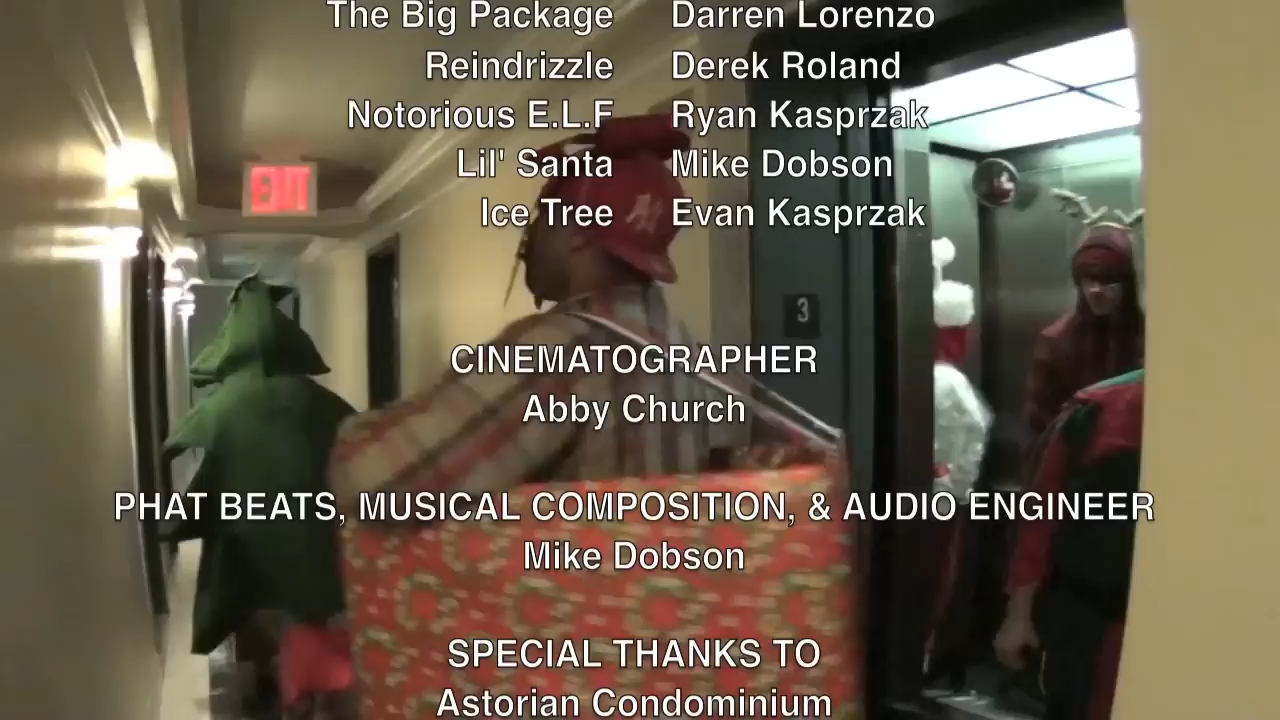 The Big Package Darren Lorenzo
Reindrizzle Derek Roland
Notorious E.L.F Ryan Kasprzak
Lil' Santa Mike Dobson
Ice Tree Evan Kasprzak
EXIT
3
CINEMATOGRAPHER
Abby Church
PHAT BEATS, MUSICAL COMPOSITION, & AUDIO ENGINEER
Mike Dobson
SPECIAL THANKS TO
Astorian Condominium